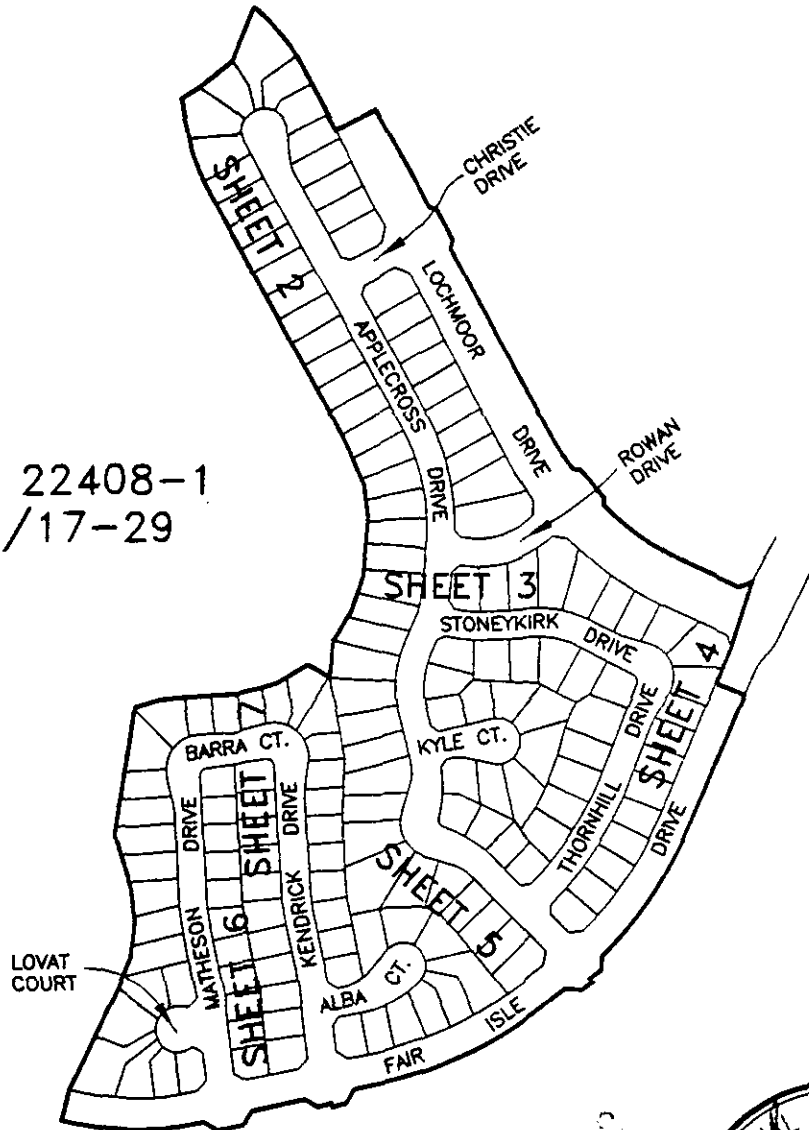 CHRISTIE
DRIVE
SHEET 2
LOCHMOOR
DRIVE
APPLECROSS
DRIVE
ROWAN
DRIVE
22408-1
/17-29
SHEET 3
STONEYKIRK
DRIVE
SHEET 4
DRIVE
THORNHILL
KYLE CT.
BARRA CT.
SHEET 7
DRIVE
MATHESON
DRIVE
KENDRICK
SHEET 5
SHEET 6
LOVAT
COURT
ALBA CT.
FAIR ISLE
DRIVE